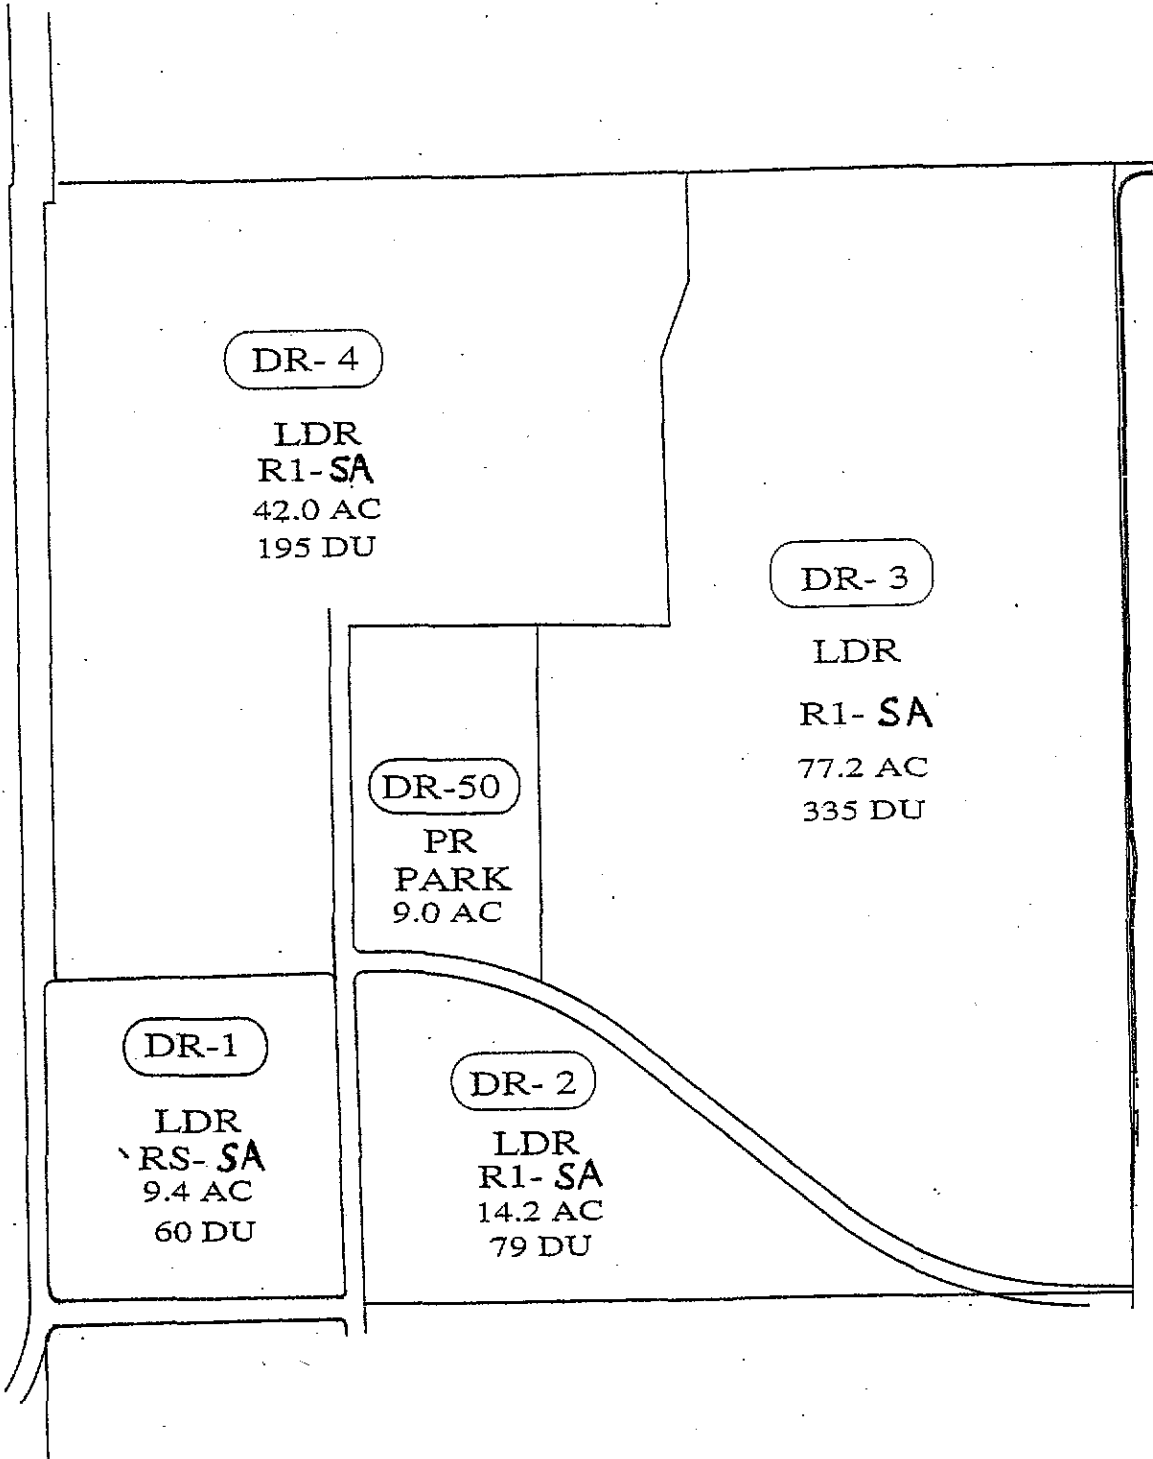 DR- 4
LDR
R1-SA
42.0 AC
195 DU
DR- 3
LDR
R1- SA
77.2 AC
335 DU
DR-50
PR
PARK
9.0 AC
DR-1
LDR
RS- SA
9.4 AC
60 DU
DR- 2
LDR
R1- SA
14.2 AC
79 DU